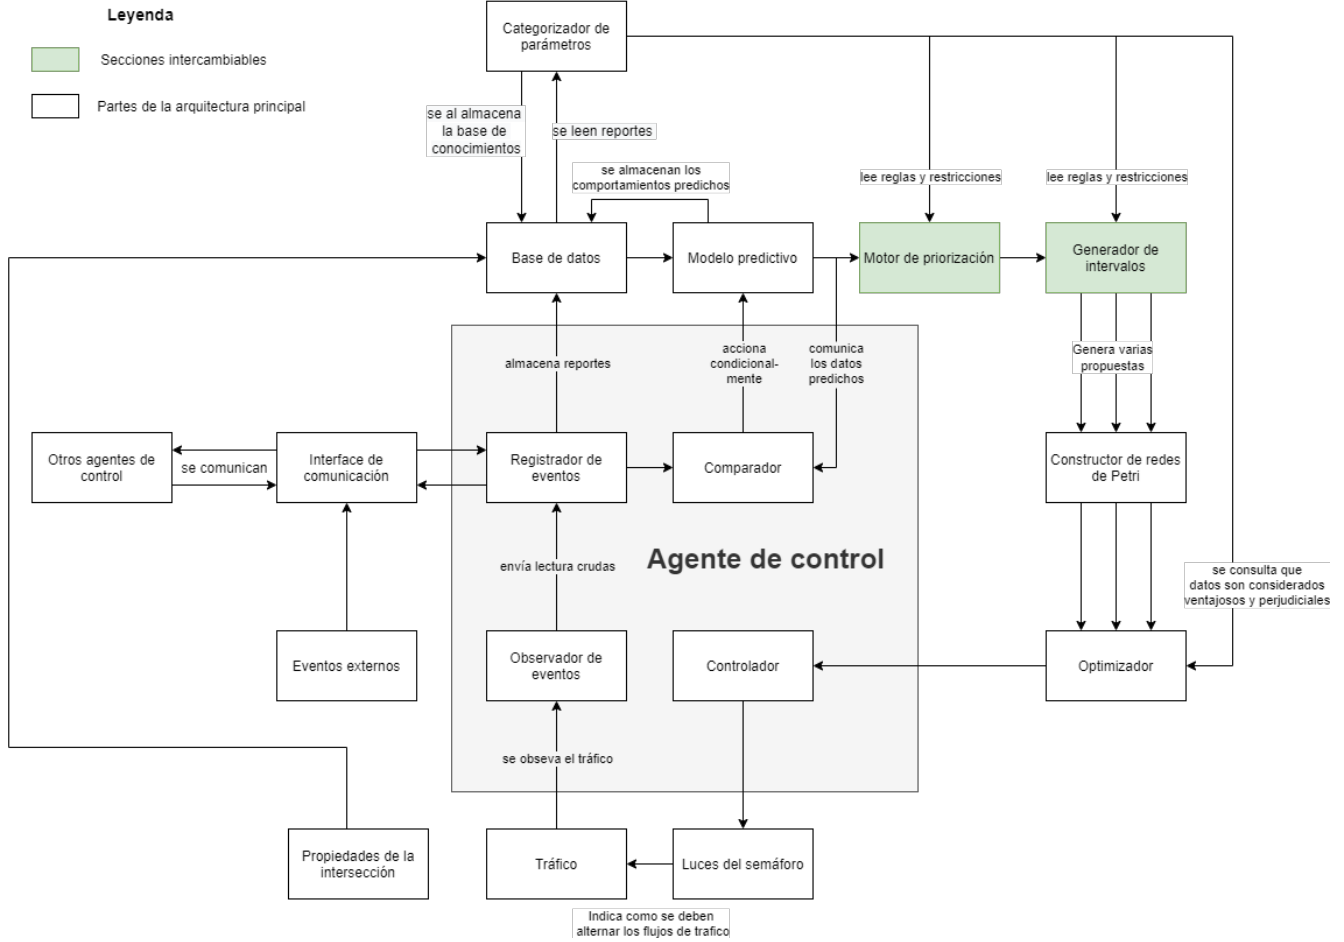 Leyenda
Secciones intercambiables
Partes de la arquitectura principal
Categorizador de
parámetros
se al almacena
la base de
conocimientos
se leen reportes
se almacenan los
comportamientos predichos
lee reglas y restricciones
lee reglas y restricciones
Base de datos
Modelo predictivo
Motor de priorización
Generador de
intervalos
almacena reportes
acciona
condicional-
mente
comunica
los datos
predichos
Genera varias
propuestas
Otros agentes de
control
se comunican
Interface de
comunicación
Registrador de
eventos
Comparador
Constructor de redes
de Petri
envía lectura crudas
Agente de control
se consulta que
datos son considerados
ventajosos y perjudiciales
Eventos externos
Observador de
eventos
Controlador
Optimizador
se obseva el tráfico
Propiedades de la
intersección
Tráfico
Luces del semáforo
Indica como se deben
alternar los flujos de trafico